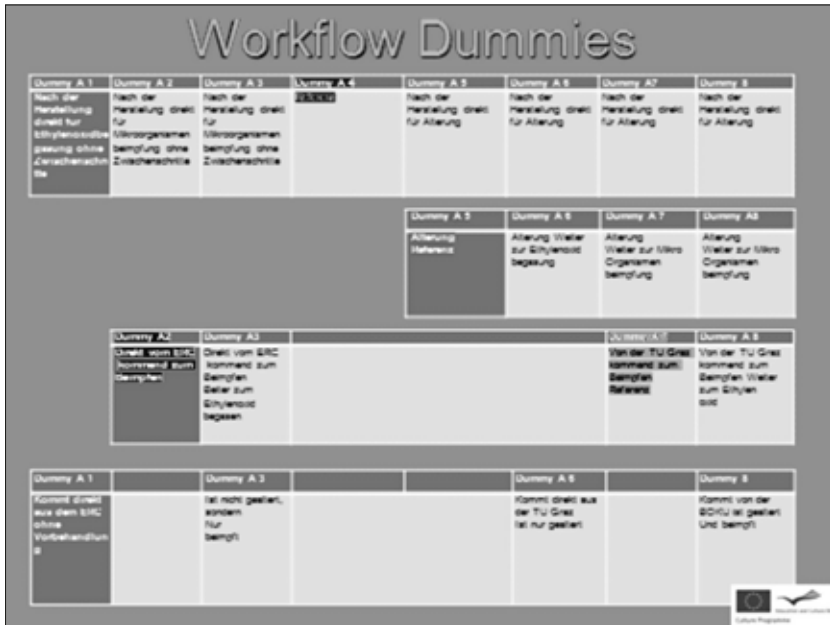 Workflow Dummies
Dummy A 1 Dummy A 2 Dummy A 3 Dummy A 4 Dummy A 5 Dummy A 6 Dummy A7 Dummy 8
Nach der
Herstellung
direkt für
Ethylenoxidbe
gasung ohne
Zwischenschri
tte
Nach der
Herstellung direkt
für
Mikroorganismen
beimpfung ohne
Zwischenschritte
Nach der
Herstellung direkt
für
Mikroorganismen
beimpfung ohne
Zwischenschritte
Referenz
Nach der
Herstellung direkt
für Alterung
Nach der
Herstellung direkt
für Alterung
Nach der
Herstellung direkt
für Alterung
Nach der
Herstellung direkt
für Alterung
Dummy A 5 Dummy A 6 Dummy A 7 Dummy A8
Alterung
Referenz
Alterung Weiter
zur Ethylenoxid
begasung
Alterung
Weiter zur Mikro
Organismen
beimpfung
Alterung
Weiter zur Mikro
Organismen
beimpfung
Dummy A2 Dummy A3 Dummy A 8
Direkt vom ERC
kommend zum
Beimpfen
Direkt vom ERC
kommend zum
Beimpfen
zum
Ethylenoxid
begasen
Von der TU Graz
kommend zum
Beimpfen
Referenz
Von der TU Graz
kommend zum
Beimpfen Weiter
zum Ethylen
oxid
Dummy A 1 Dummy A 3 Dummy A 6 Dummy 8
Kommt direkt
aus dem ERC
ohne
Vorbehandlun
g
Ist nicht gealtert,
sondern
Nur
beimpft
Kommt direkt aus
der TU Graz
Ist nur gealtert
Kommt von der
BOKU ist gealtert
Und beimpft
Education and Culture
Culture Programme